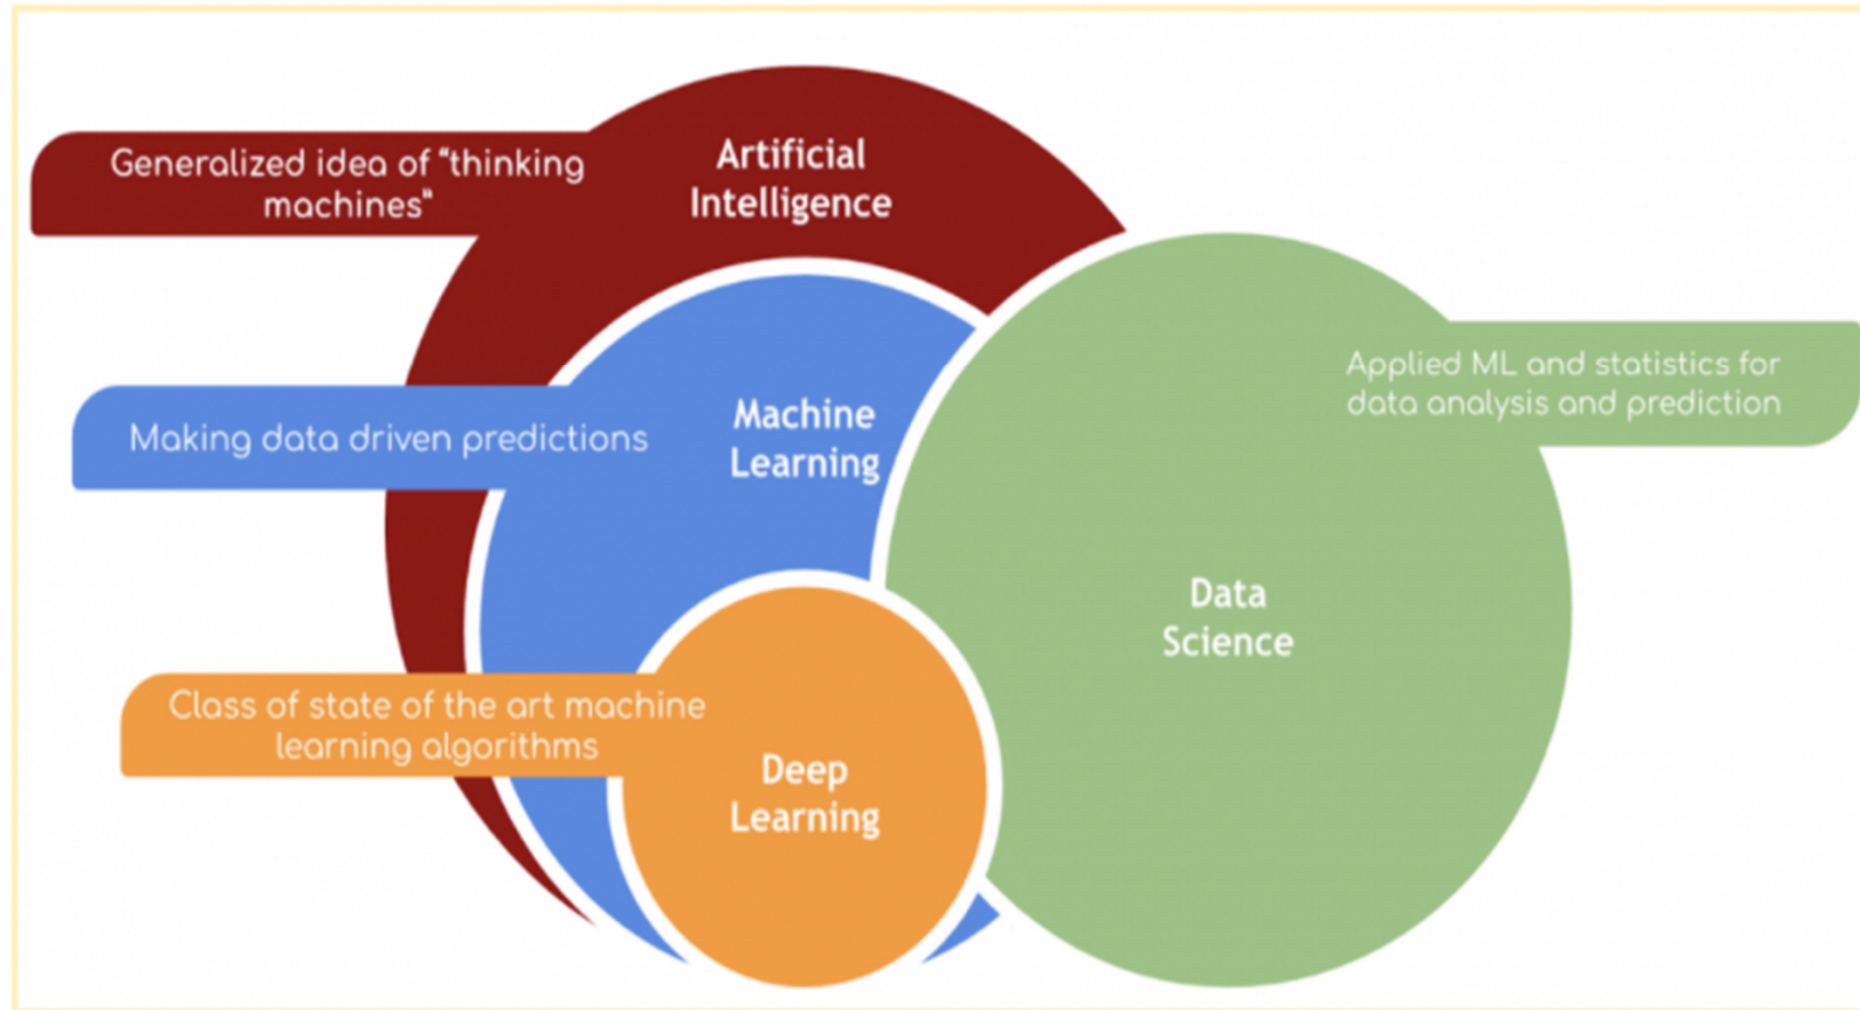 Artificial
Intelligence
Generalized idea of “thinking
machines”
Machine
Learning
Making data driven predictions
Applied ML and statistics for
data analysis and prediction
Data
Science
Class of state of the art machine
learning algorithms
Deep
Learning